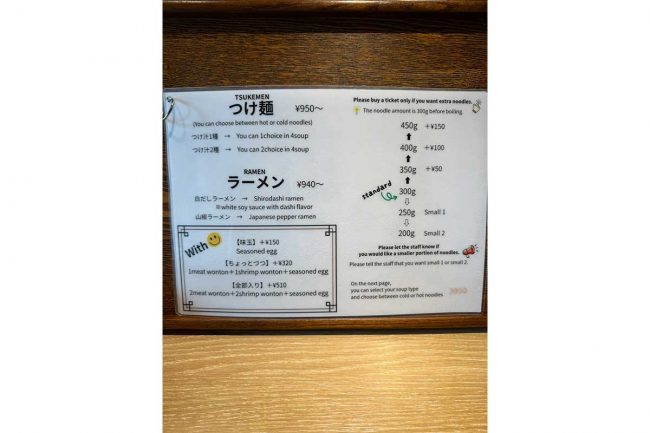 TSUKEMEN
つけ麺 ¥950～
(You can choose between hot or cold noodles)
つけ汁1種 → You can 1choice in 4soup
つけ汁2種 → You can 2choice in 4soup
RAMEN
ラーメン ¥940～
白だしラーメン → Shirodashi ramen
※white soy sauce with dashi flavor
山椒ラーメン → Japanese pepper ramen
With
【味玉】+¥150
Seasoned egg
【ちょっとづつ】+¥320
1meat wonton+1shrimp wonton+seasoned egg
【全部入り】+¥510
2meat wonton+2shrimp wonton+seasoned egg
Please buy a ticket only if you want extra noodles.
The noodle amount is 300g before boiling.
450g +¥150
400g +¥100
350g +¥50
standard
300g
250g Small 1
200g Small 2
Please let the staff know if
you would like a smaller portion of noodles.
Please tell the staff that you want small 1 or small 2.
On the next page,
you can select your soup type
and choose between cold or hot noodles